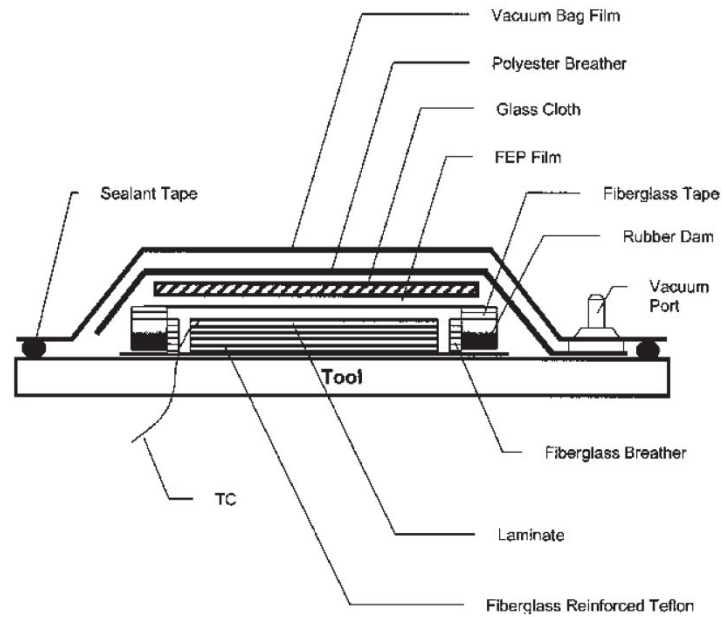 Vacuum Bag Film
Polyester Breather
Glass Cloth
FEP Film
Sealant Tape
Fiberglass Tape
Rubber Dam
Vacuum
Port
Tool
Fiberglass Breather
TC
Laminate
Fiberglass Reinforced Teflon